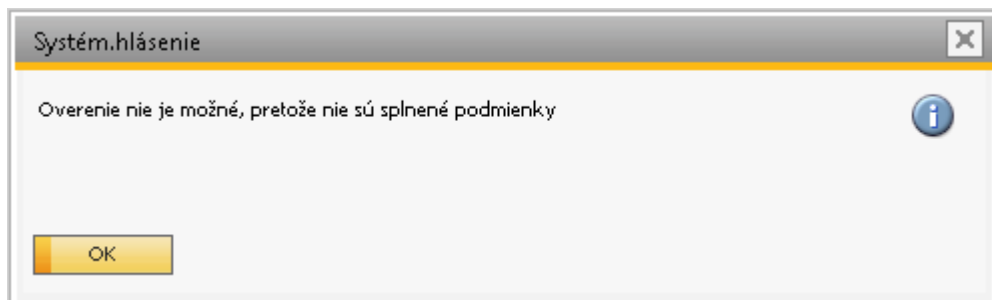 Systém.hlásenie
Overenie nie je možné, pretože nie sú splnené podmienky
OK